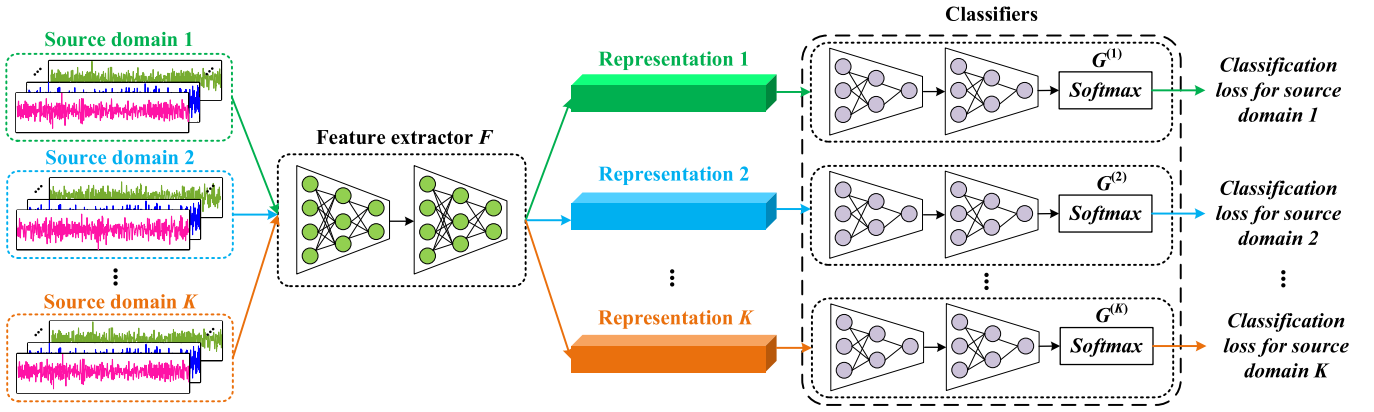 Classifiers
Source domain 1
Representation 1
G(1)
Softmax
Classification
loss for source
domain 1
Feature extractor F
Source domain 2
Representation 2
G(2)
Softmax
Classification
loss for source
domain 2
Source domain K
Representation K
G(K)
Softmax
Classification
loss for source
domain K